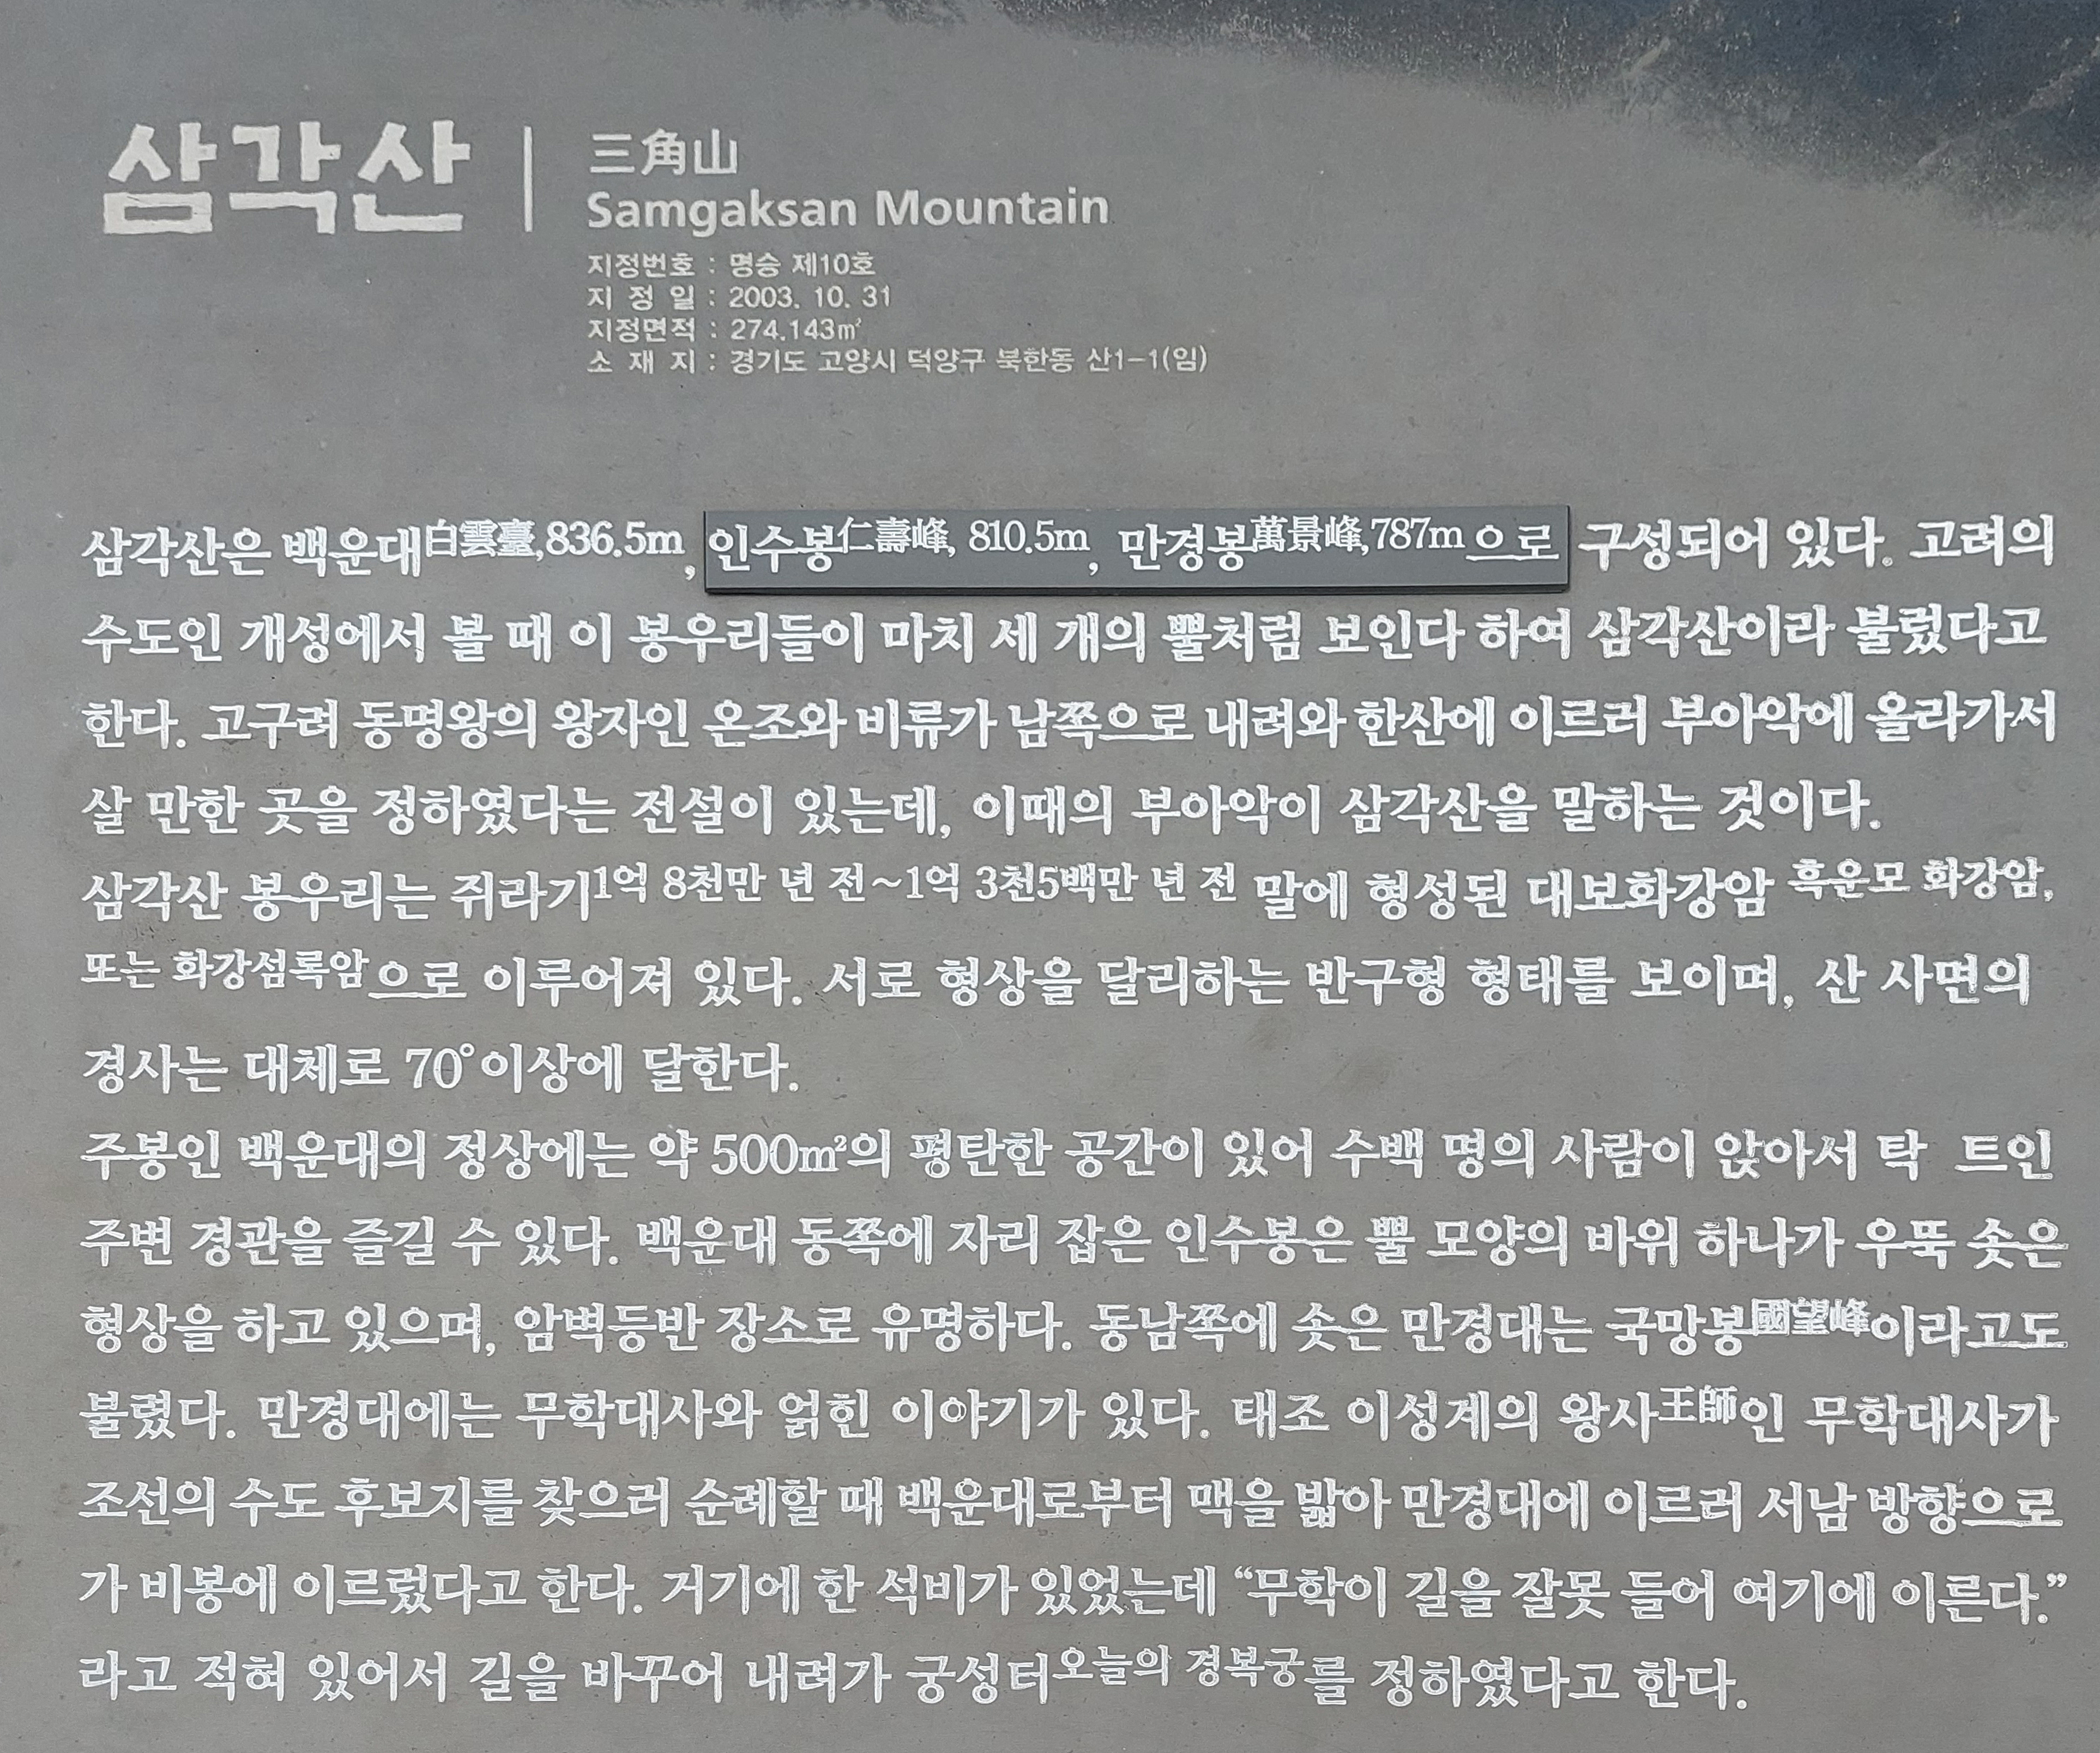 삼각산
三角山
Samgaksan Mountain
지정번호 : 명승 제10호
지 정 일 : 2003. 10. 31
지정면적 : 274.143㎡
소 재 지 : 경기도 고양시 덕양구 북한동 산1-1(임)
삼각산은 백운대白雲臺,836.5m, 인수봉仁壽峰, 810.5m, 만경봉萬景峰,787m으로 구성되어 있다. 고려의
수도인 개성에서 볼 때 이 봉우리들이 마치 세 개의 뿔처럼 보인다 하여 삼각산이라 불렀다고
한다. 고구려 동명왕의 왕자인 온조와 비류가 남쪽으로 내려와 한산에 이르러 부아악에 올라가서
살 만한 곳을 정하였다는 전설이 있는데, 이때의 부아악이 삼각산을 말하는 것이다.
삼각산 봉우리는 쥐라기1억 8천만 년 전~1억 3천5백만 년 전 말에 형성된 대보화강암 흑운모 화강암,
또는 화강섬록암으로 이루어져 있다. 서로 형상을 달리하는 반구형 형태를 보이며, 산 사면의
경사는 대체로 70°이상에 달한다.
주봉인 백운대의 정상에는 약 500㎡의 평탄한 공간이 있어 수백 명의 사람이 앉아서 탁 트인
주변 경관을 즐길 수 있다. 백운대 동쪽에 자리 잡은 인수봉은 뿔 모양의 바위 하나가 우뚝 솟은
형상을 하고 있으며, 암벽등반 장소로 유명하다. 동남쪽에 솟은 만경대는 국망봉國望峰이라고도
불렸다. 만경대에는 무학대사와 얽힌 이야기가 있다. 태조 이성계의 왕사王師인 무학대사가
조선의 수도 후보지를 찾으러 순례할 때 백운대로부터 맥을 밟아 만경대에 이르러 서남 방향으로
가 비봉에 이르렀다고 한다. 거기에 한 석비가 있었는데 “무학이 길을 잘못 들어 여기에 이른다.”
라고 적혀 있어서 길을 바꾸어 내려가 궁성터오늘의 경복궁를 정하였다고 한다.